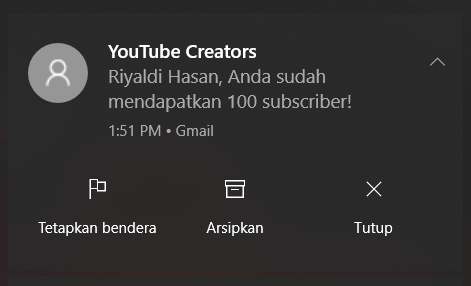 YouTube Creators
Riyaldi Hasan, Anda sudah
mendapatkan 100 subscriber!
1:51 PM • Gmail
Tetapkan bendera
Arsipkan
Tutup